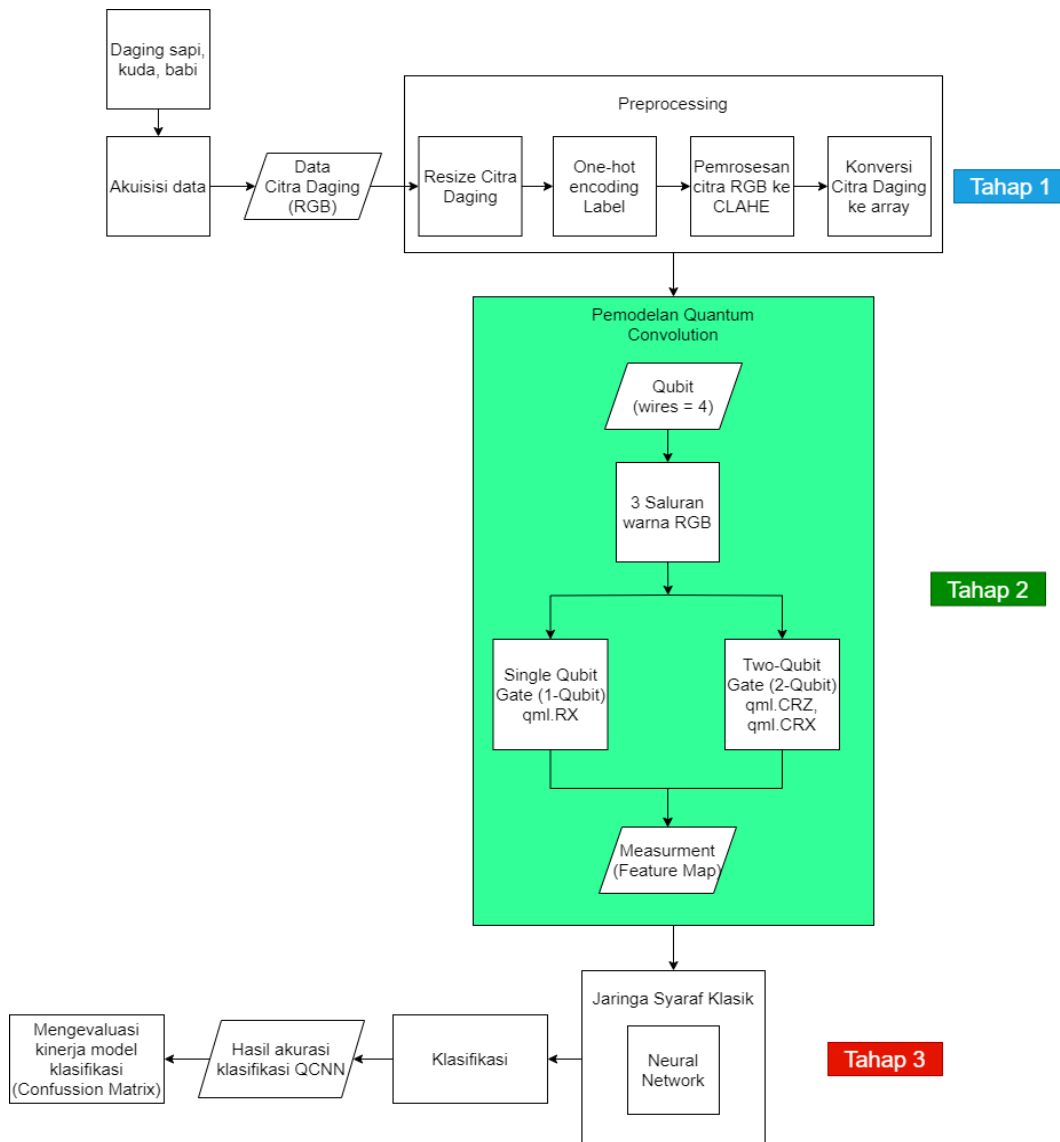 Daging sapi,
kuda, babi
Akuisisi data
Data
Citra Daging
(RGB)
Preprocessing
Resize Citra
Daging
One-hot
encoding
Label
Pemrosesan
citra RGB ke
CLAHE
Konversi
Citra Daging
ke array
Tahap 1
Pemodelan Quantum
Convolution
Qubit
(wires = 4)
3 Saluran
warna RGB
Tahap 2
Single Qubit
Gate (1-Qubit)
qml.RX
Two-Qubit
Gate (2-Qubit)
qml.CRZ,
qml.CRX
Measurment
(Feature Map)
Jaringa Syaraf Klasik
Neural
Network
Klasifikasi
Hasil akurasi
klasifikasi QCNN
Mengevaluasi
kinerja model
klasifikasi
(Confussion Matrix)
Tahap 3